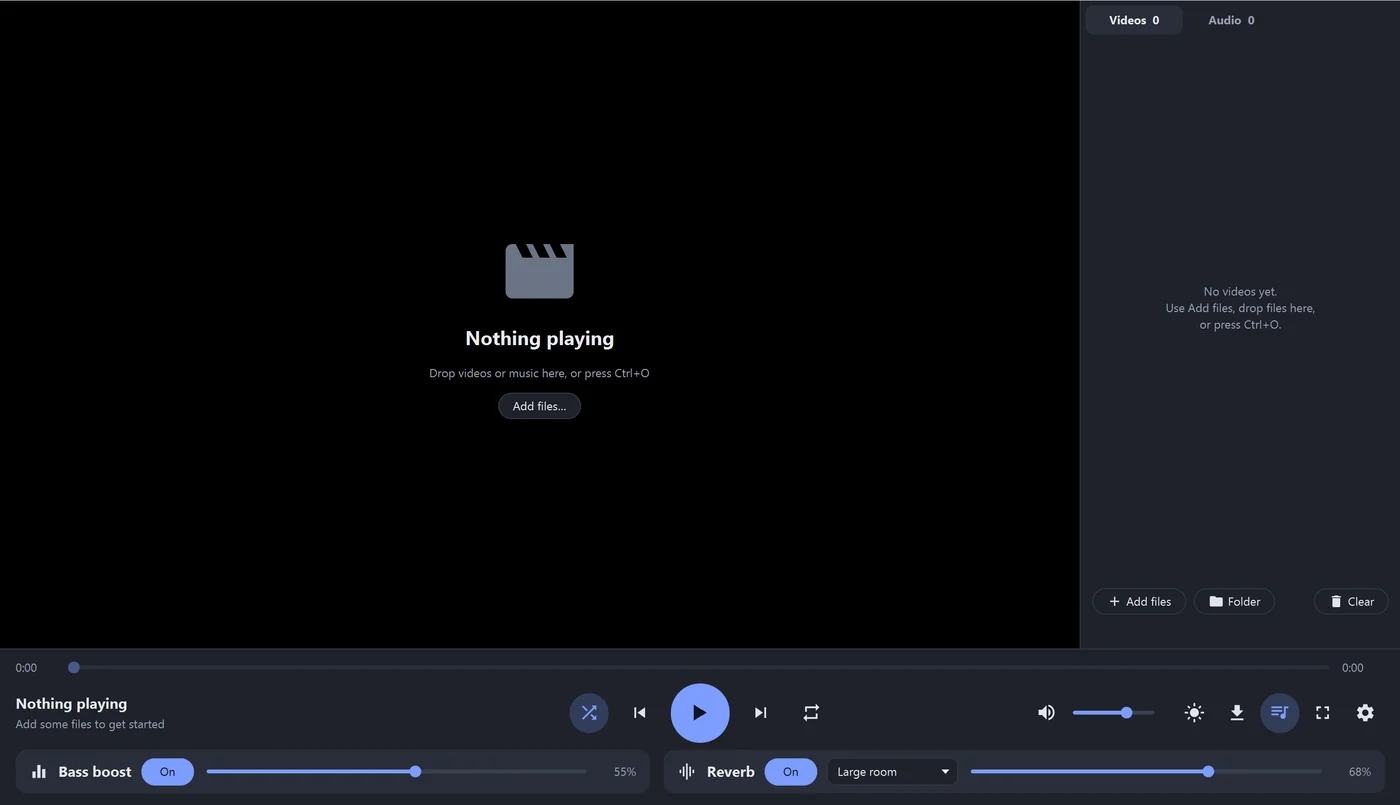 Videos 0
Audio 0
No videos yet.
Use Add files, drop files here,
or press Ctrl+O.
Nothing playing
Drop videos or music here, or press Ctrl+O
Add files...
Add files
Folder
Clear
0:00
0:00
Nothing playing
Add some files to get started
Bass boost
On
55%
Reverb
On
Large room
68%